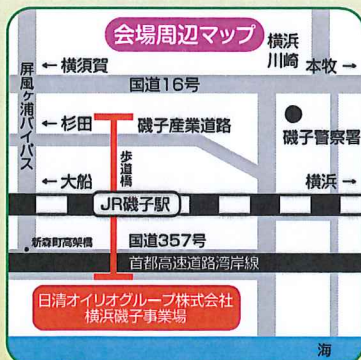 会場周辺マップ
横浜
川崎
本牧
← 横須賀
国道16号
屏風ヶ浦バイパス
← 杉田
磯子産業道路
磯子警察署
歩道橋
← 大船
横浜 →
JR磯子駅
新森町高架橋
国道357号
首都高速道路湾岸線
日清オイリオグループ株式会社
横浜磯子事業場
海